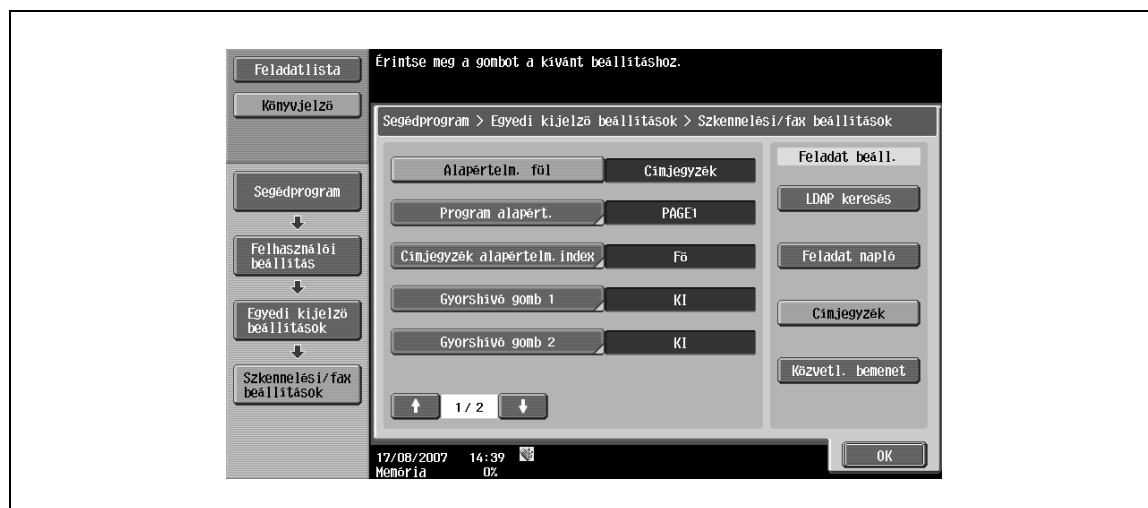 Feladatlista
Érintse meg a gombot a kívánt beállításhoz.
Könyvjelző
Segédprogram > Egyedi kijelző beállítások > Szkennelési/fax beállítások
Segédprogram
Felhasználói
beállítás
Egyedi kijelző
beállítások
Szkennelési/fax
beállítások
Alapértelm. fül
Címjegyzék
Program alapért.
PAGE1
Címjegyzék alapértelm.index
Fő
Gyorshívó gomb 1
KI
Gyorshívó gomb 2
KI
1/ 2
Feladat beáll.
LDAP keresés
Feladat napló
Címjegyzék
Közvetl. bemenet
17/08/2007 14:39
Memória 0%
OK